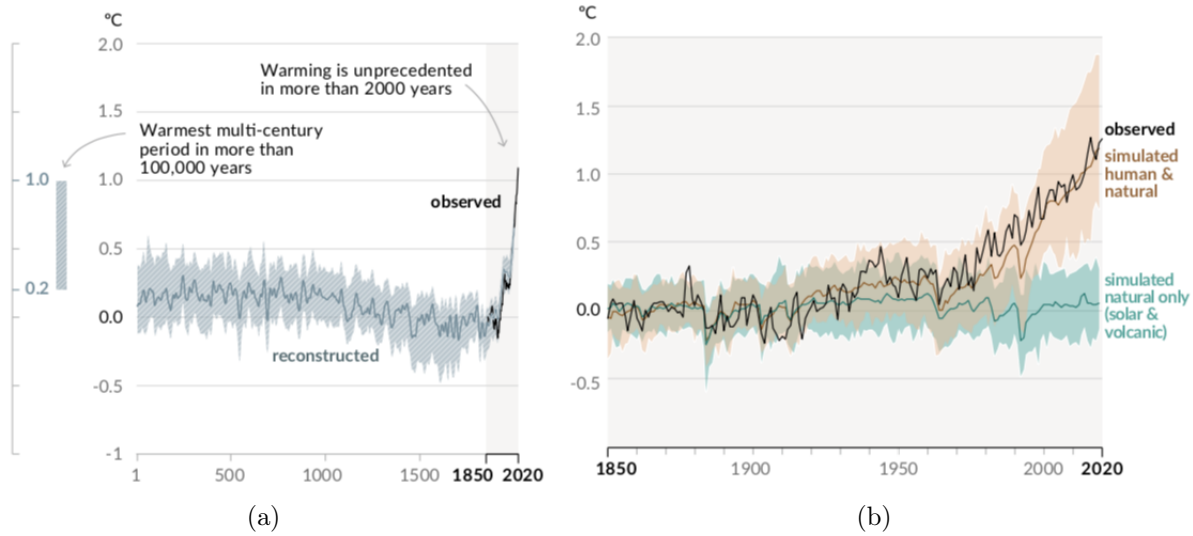 °C
2.0
1.5
1.0
0.5
0.0
-0.5
-1
1.0
0.2
Warming is unprecedented
in more than 2000 years
Warmest multi-century
period in more than
100,000 years
observed
reconstructed
1
500
1000
1500
1850
2020
(a)
°C
2.0
1.5
1.0
0.5
0.0
-0.5
observed
simulated
human &
natural
simulated
natural only
(solar &
volcanic)
1850
1900
1950
2000
2020
(b)